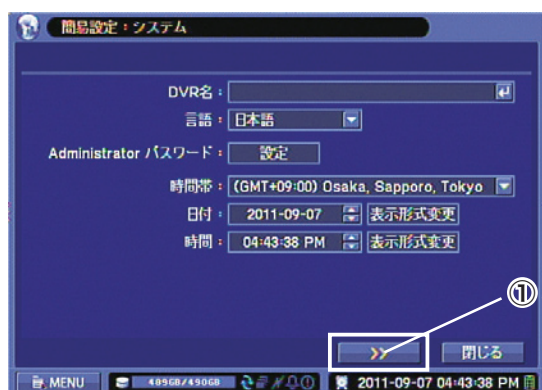 簡易設定:システム
DVR名:
言語: 日本語
Administrator パスワード: 設定
時間帯: (GMT+09:00) Osaka, Sapporo, Tokyo
日付: 2011-09-07 表示形式変更
時間: 04:43:38 PM 表示形式変更
①
>> 閉じる
MENU 489GB/490GB 2011-09-07 04:43:38 PM